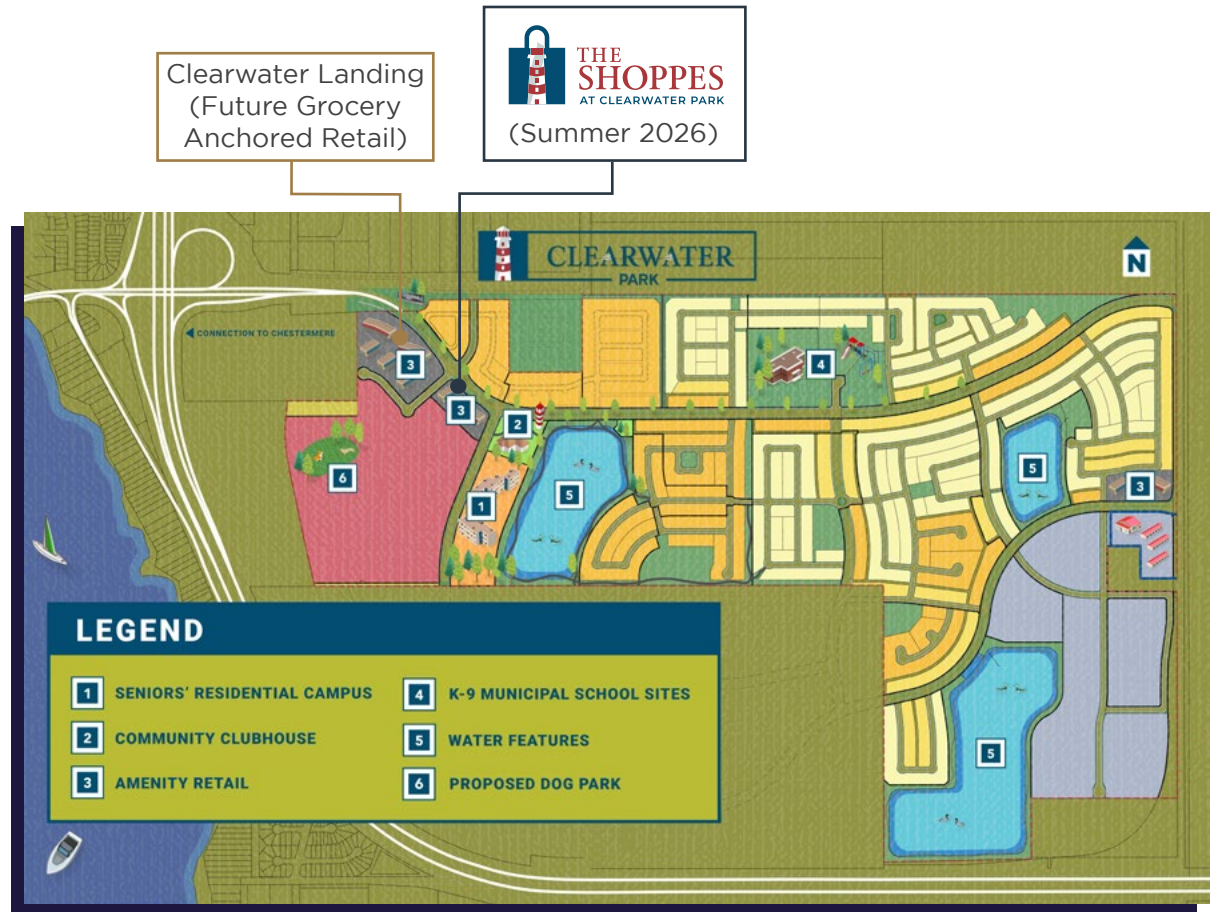 Clearwater Landing
(Future Grocery
Anchored Retail)
THE
SHOPPES
AT CLEARWATER PARK
(Summer 2026)
CLEARWATER
PARK
N
CONNECTION TO CHESTERMERE
3
4
3
2
5
5
3
6
1
5
LEGEND
1 SENIORS' RESIDENTIAL CAMPUS
2 COMMUNITY CLUBHOUSE
3 AMENITY RETAIL
4 K-9 MUNICIPAL SCHOOL SITES
5 WATER FEATURES
6 PROPOSED DOG PARK